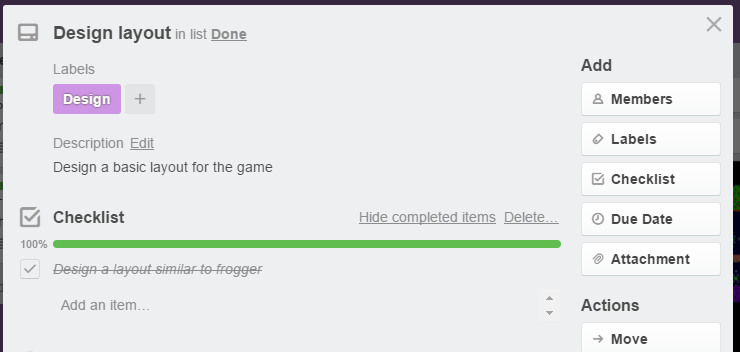 Design layout in list Done
Labels
Design +
Description Edit
Design a basic layout for the game
Checklist
Hide completed items Delete…
100%
Design a layout similar to frogger
Add an item…
Add
Members
Labels
Checklist
Due Date
Attachment
Actions
Move